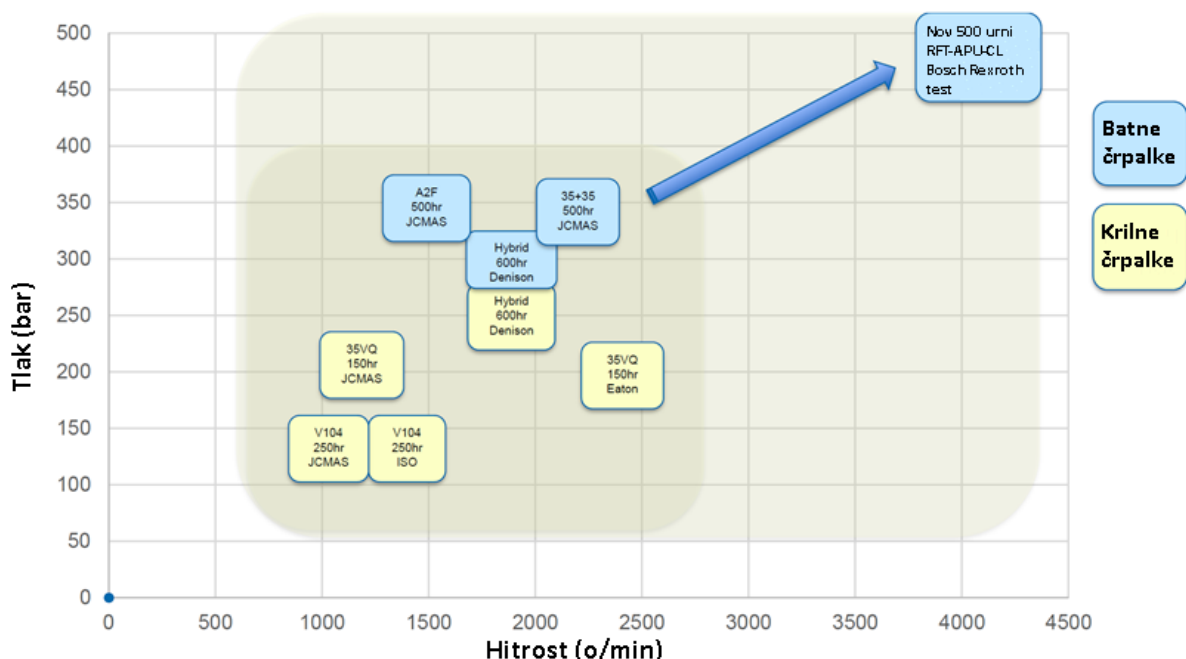 500
450
400
350
300
250
200
150
100
50
0
Tlak (bar)
0
500
1000
1500
2000
2500
3000
3500
4000
4500
Hitrost (o/min)
Nov 500 urni
RFT-APU-CL
Bosch Rexroth
test
A2F
500hr
JCMAS
35+35
500hr
JCMAS
Hybrid
600hr
Denison
Hybrid
600hr
Denison
35VQ
150hr
JCMAS
35VQ
150hr
Eaton
V104
250hr
JCMAS
V104
250hr
ISO
Batne
črpalke
Krilne
črpalke